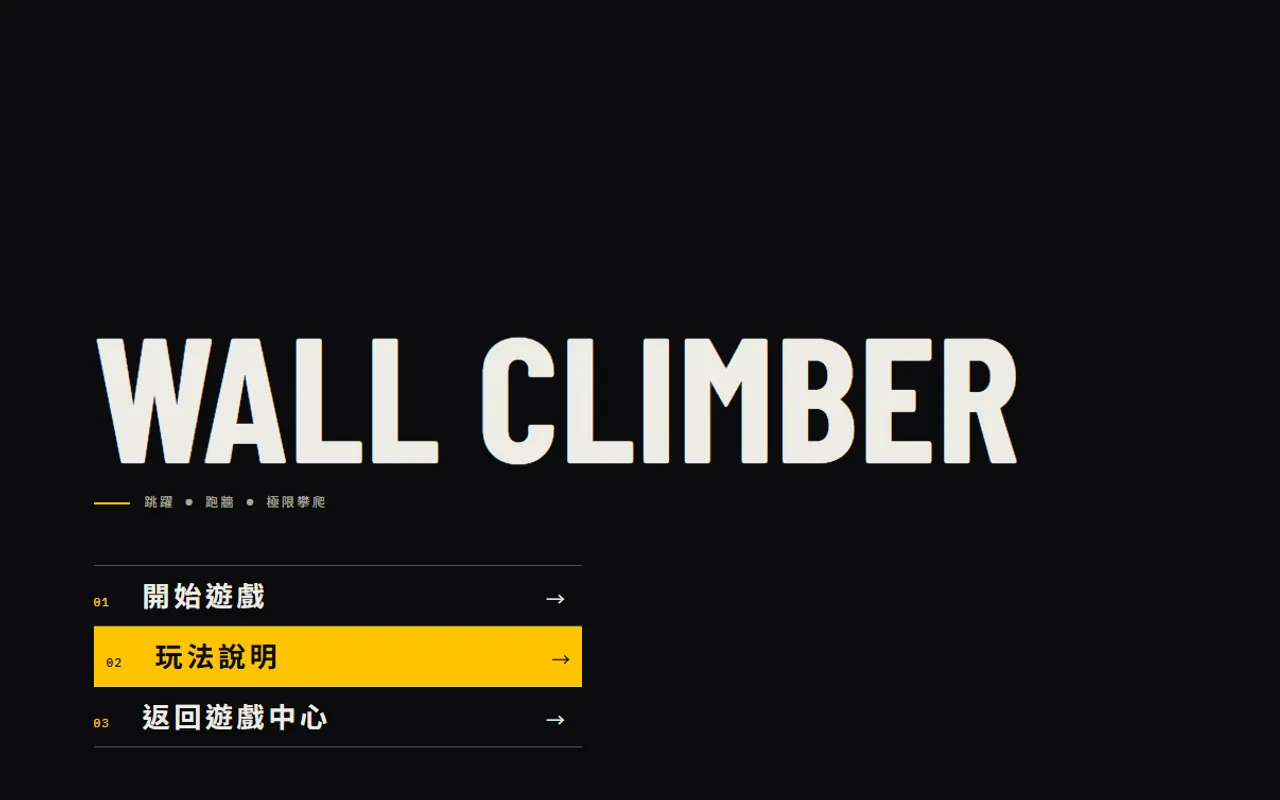 WALL CLIMBER
跳躍 ● 跑牆 ● 極限攀爬
01 開始遊戲 →
02 玩法說明 →
03 返回遊戲中心 →